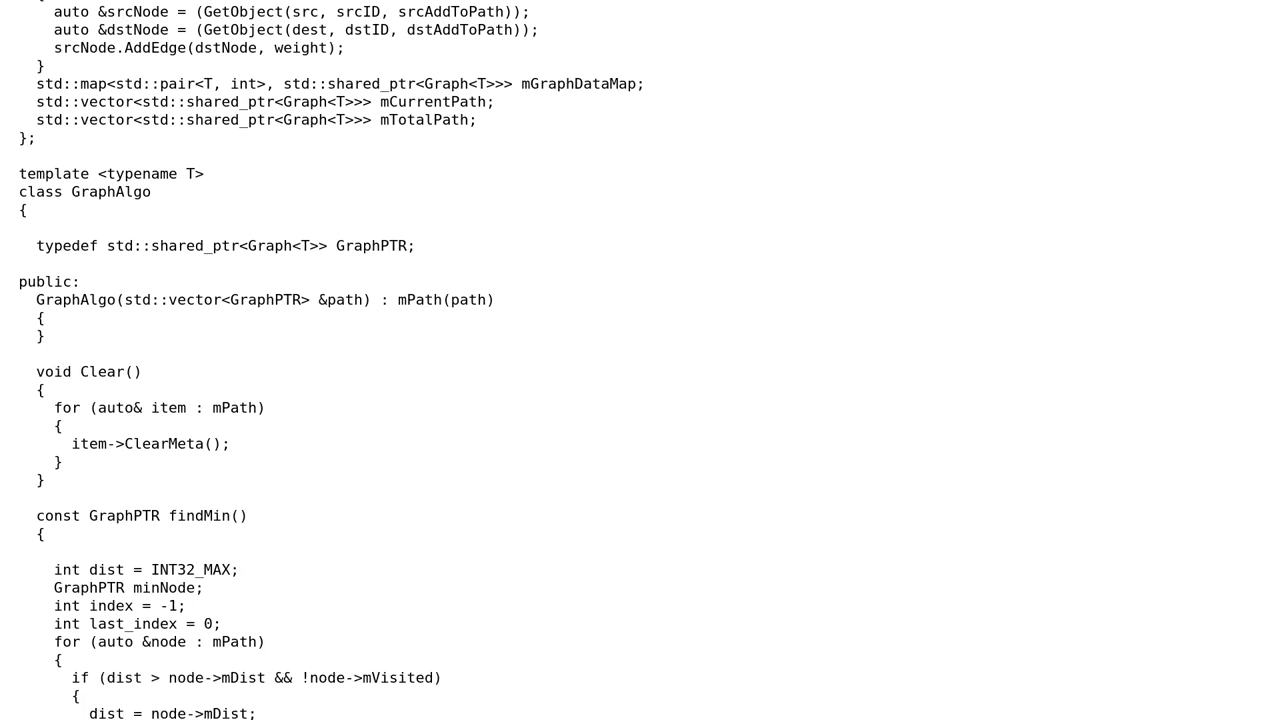 {
    auto &srcNode = (GetObject(src, srcID, srcAddToPath));
    auto &dstNode = (GetObject(dest, dstID, dstAddToPath));
    srcNode.AddEdge(dstNode, weight);
  }
  std::map<std::pair<T, int>, std::shared_ptr<Graph<T>>> mGraphDataMap;
  std::vector<std::shared_ptr<Graph<T>>> mCurrentPath;
  std::vector<std::shared_ptr<Graph<T>>> mTotalPath;
};

template <typename T>
class GraphAlgo
{

  typedef std::shared_ptr<Graph<T>> GraphPTR;

public:
  GraphAlgo(std::vector<GraphPTR> &path) : mPath(path)
  {
  }

  void Clear()
  {
    for (auto& item : mPath)
    {
      item->ClearMeta();
    }
  }

  const GraphPTR findMin()
  {

    int dist = INT32_MAX;
    GraphPTR minNode;
    int index = -1;
    int last_index = 0;
    for (auto &node : mPath)
    {
      if (dist > node->mDist && !node->mVisited)
      {
        dist = node->mDist;